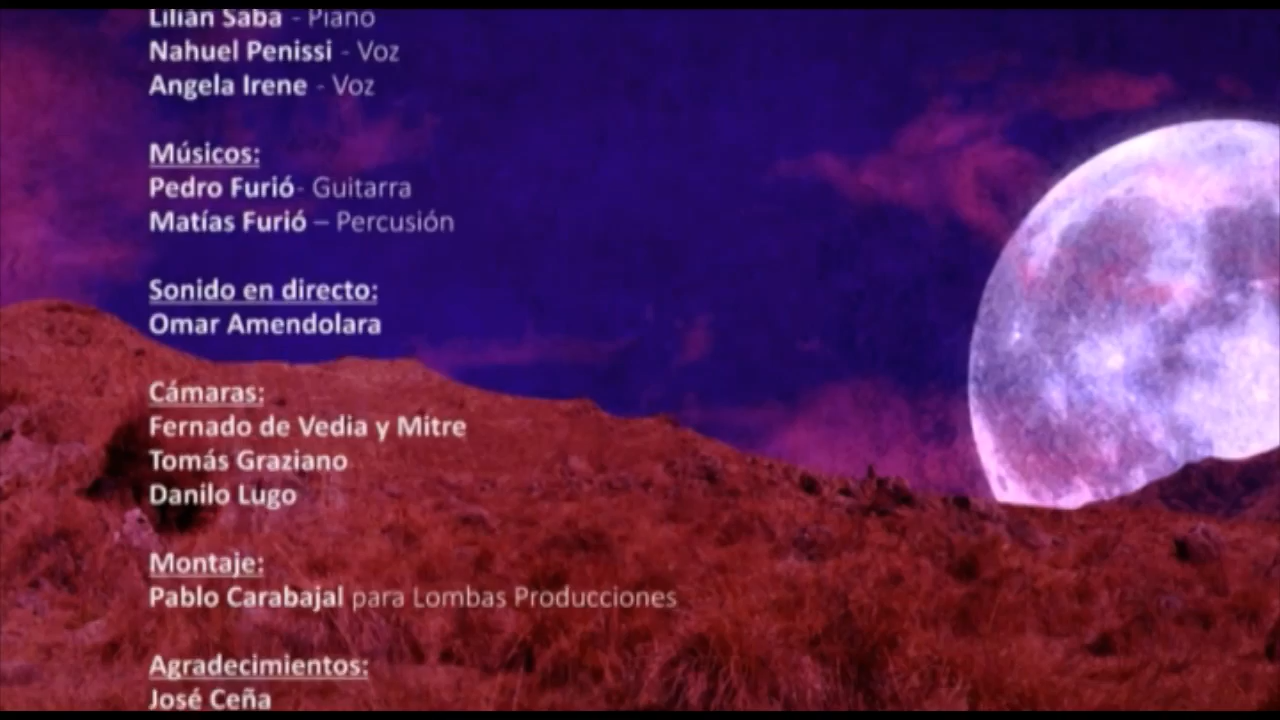 Lilián Saba - Piano
Nahuel Penissi - Voz
Angela Irene - Voz
Músicos:
Pedro Furió- Guitarra
Matías Furió – Percusión
Sonido en directo:
Omar Amendolara
Cámaras:
Fernado de Vedia y Mitre
Tomás Graziano
Danilo Lugo
Montaje:
Pablo Carabajal para Lombas Producciones
Agradecimientos:
José Ceña